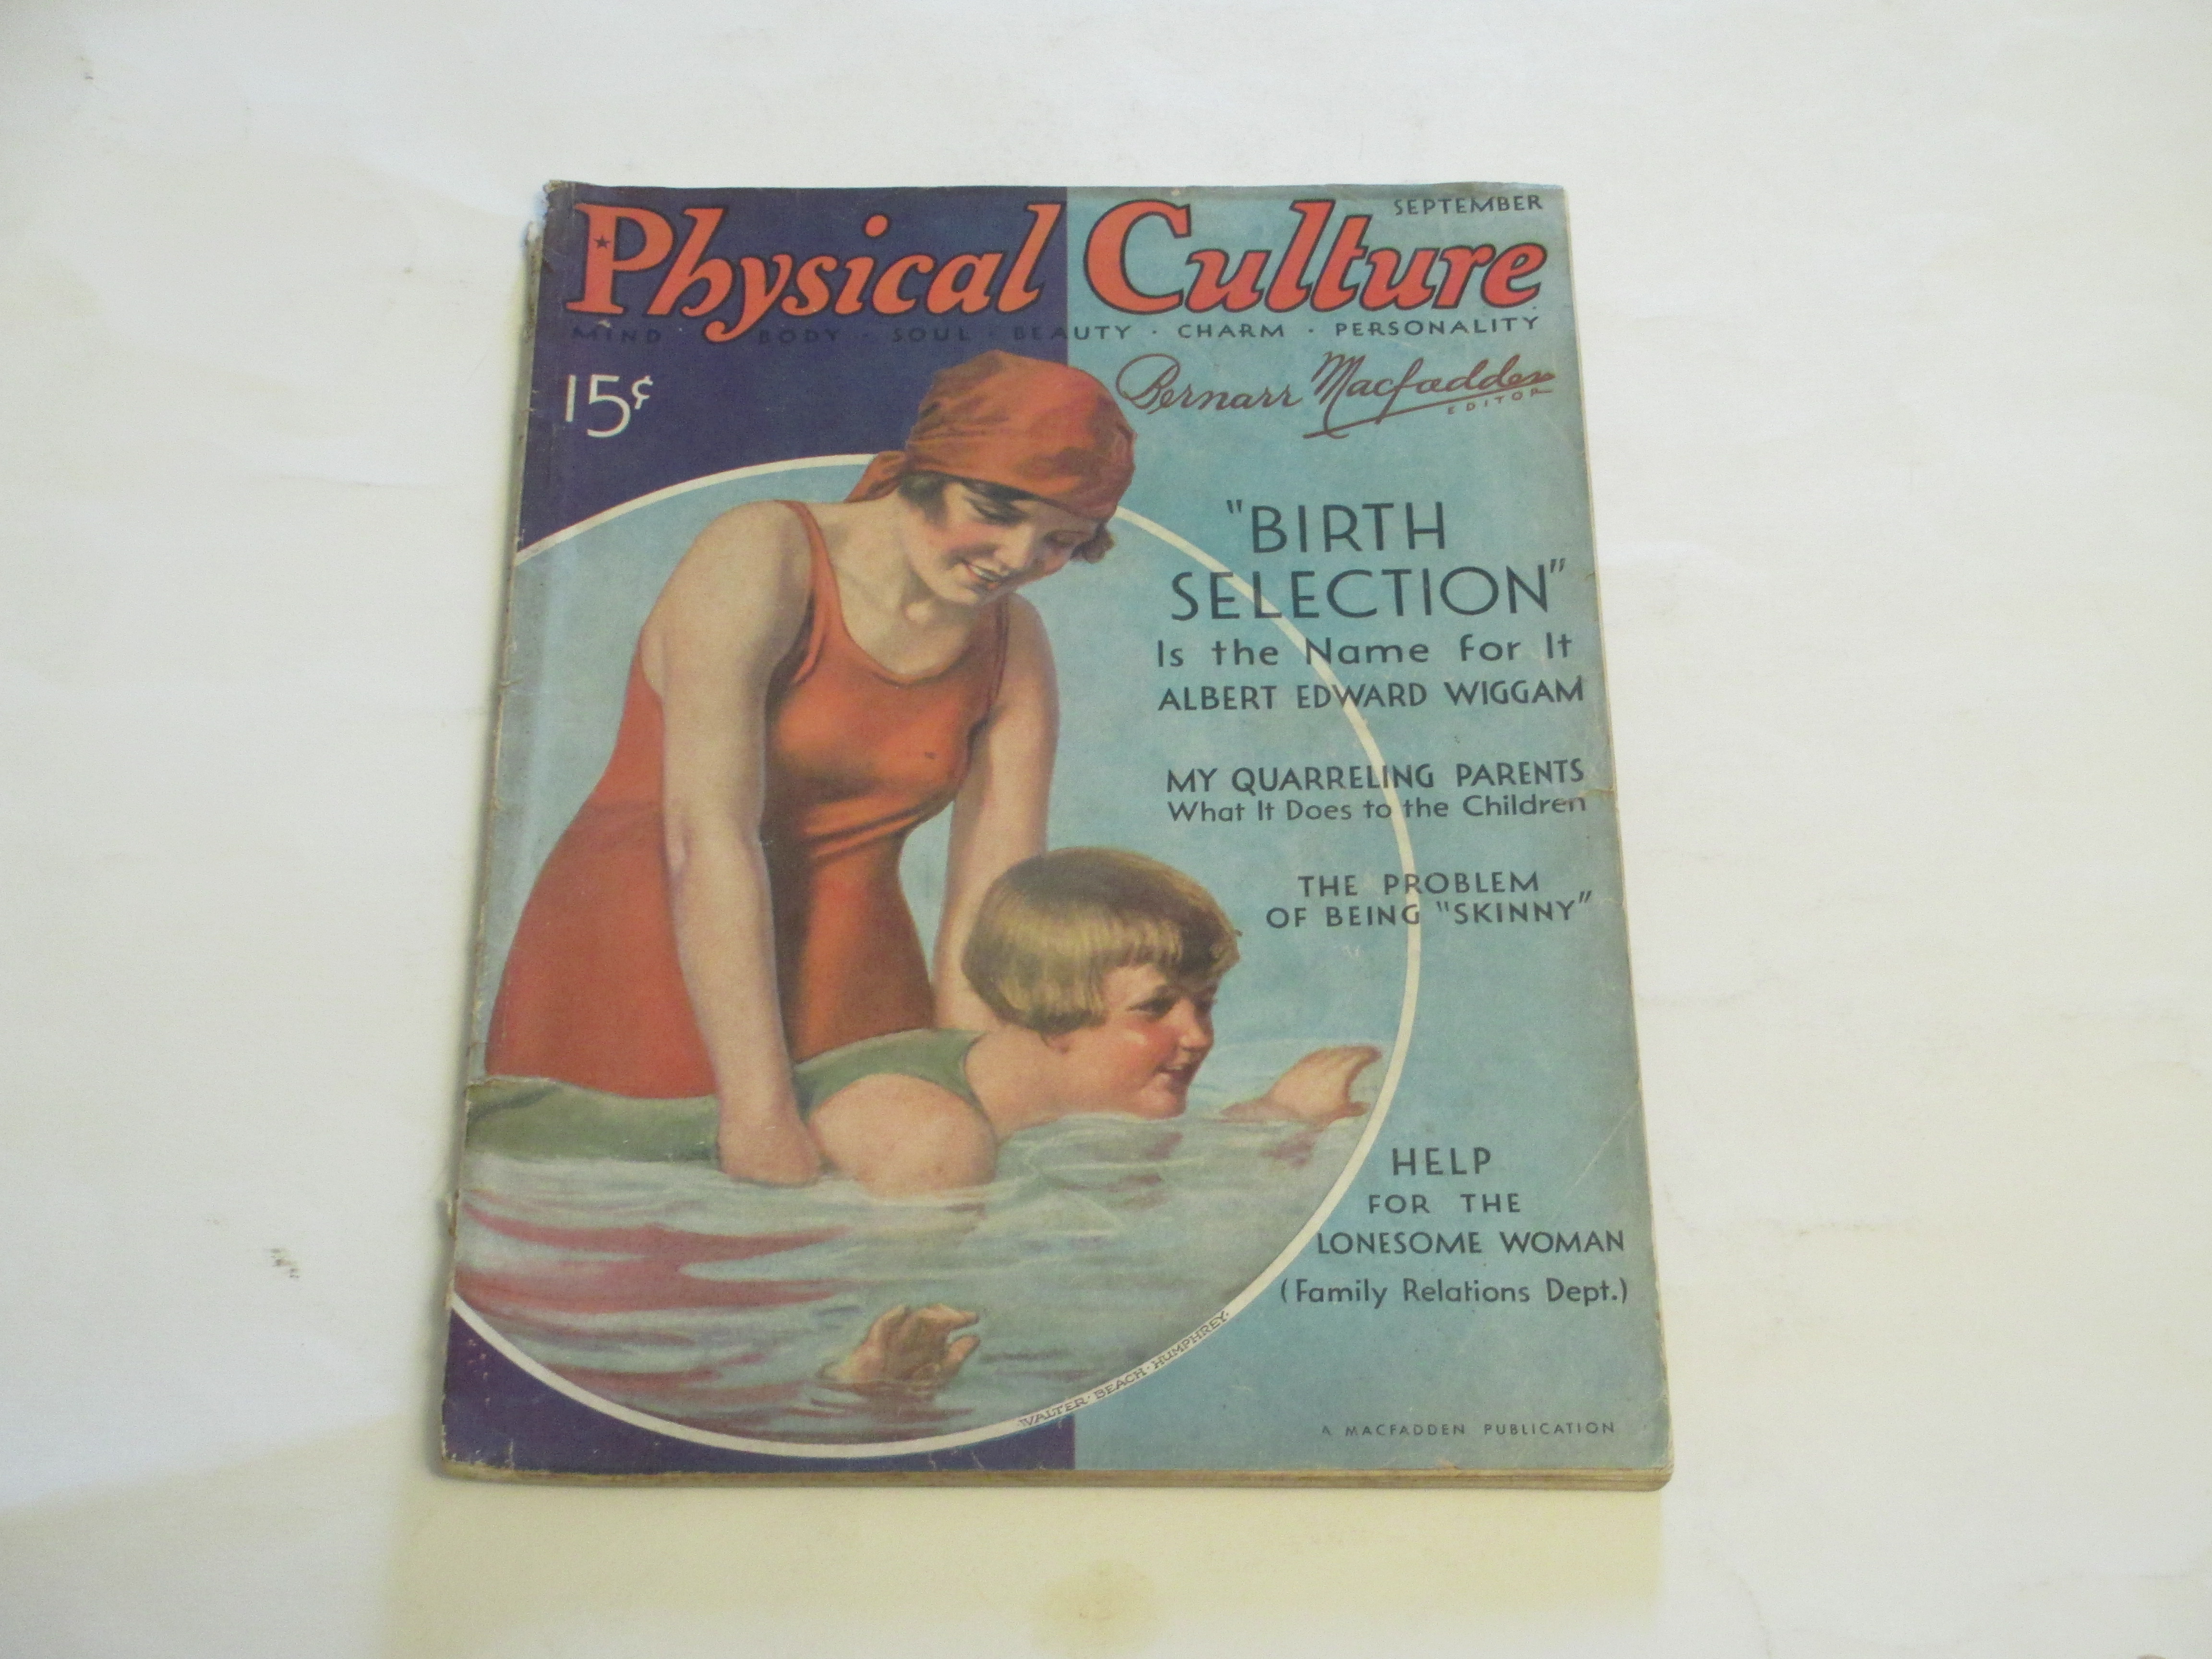 SEPTEMBER
Physical Culture
MIND · BODY · SOUL · BEAUTY · CHARM · PERSONALITY
15¢
Bernarr Macfadden
EDITOR
"BIRTH
SELECTION"
Is the Name for It
ALBERT EDWARD WIGGAM
MY QUARRELING PARENTS
What It Does to the Children
THE PROBLEM
OF BEING "SKINNY"
HELP
FOR THE
LONESOME WOMAN
(Family Relations Dept.)
WALTER · BEACH · HUMPHREY ·
A MACFADDEN PUBLICATION